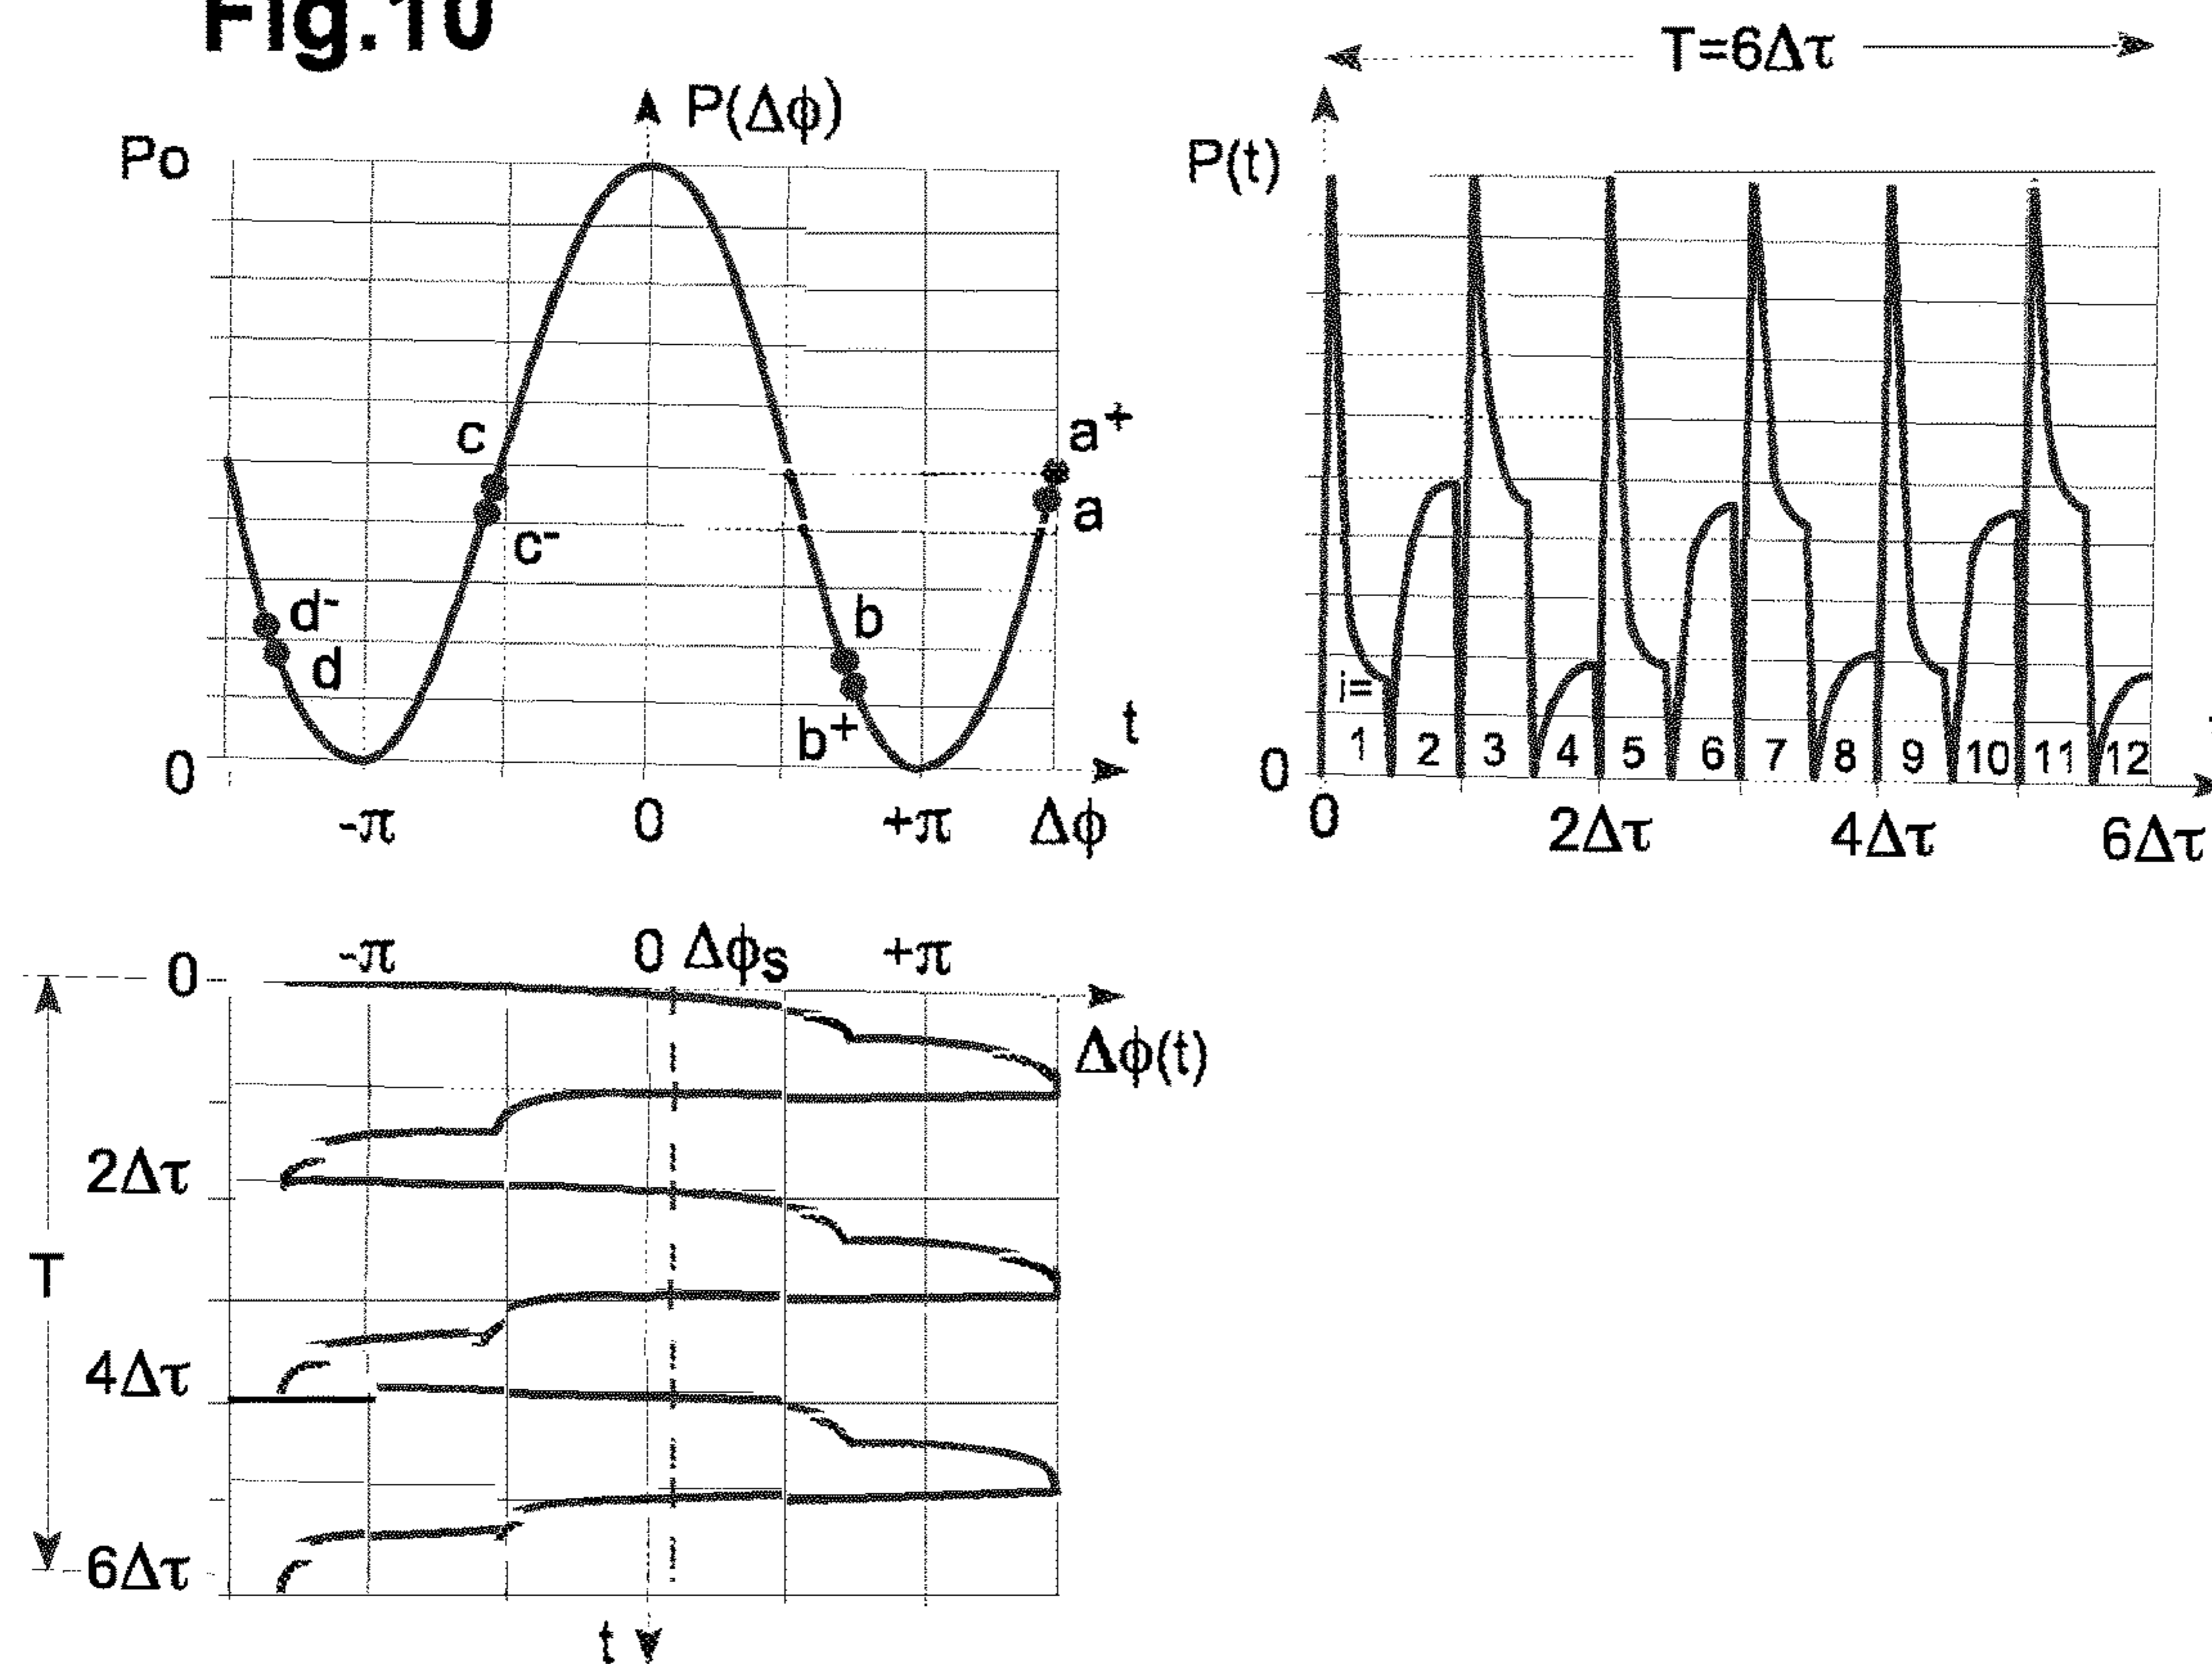 Fig.10
T=6Δτ
P(Δϕ)
Po
P(t)
a+
c
a
c-
d-
b
d
b+
t
i=
1 2 3 4 5 6 7 8 9 10 11 12
0
0
-π 0 +π Δϕ
0 2Δτ 4Δτ 6Δτ
-π 0 Δϕs +π
0
Δϕ(t)
2Δτ
T
4Δτ
6Δτ
t